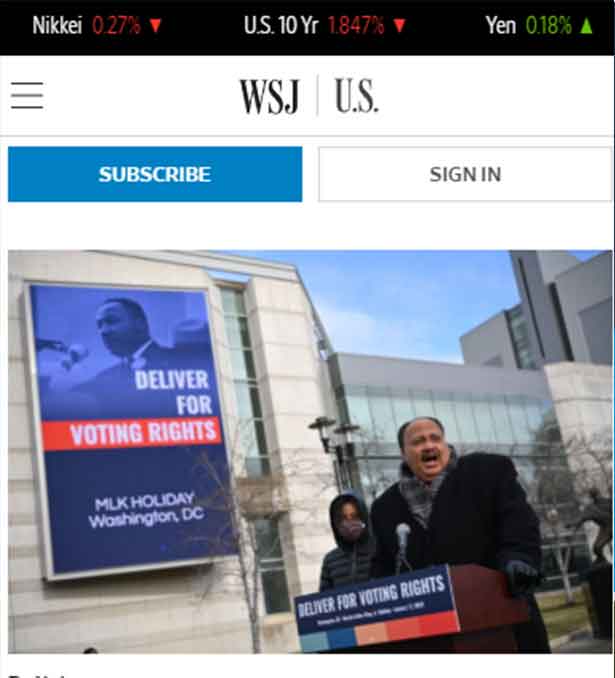 Nikkei 0.27% ▼ U.S. 10 Yr 1.847% ▼ Yen 0.18% ▲
WSJ | U.S.
SUBSCRIBE SIGN IN
DELIVER
FOR
VOTING RIGHTS
MLK HOLIDAY
Washington, DC
DELIVER FOR VOTING RIGHTS